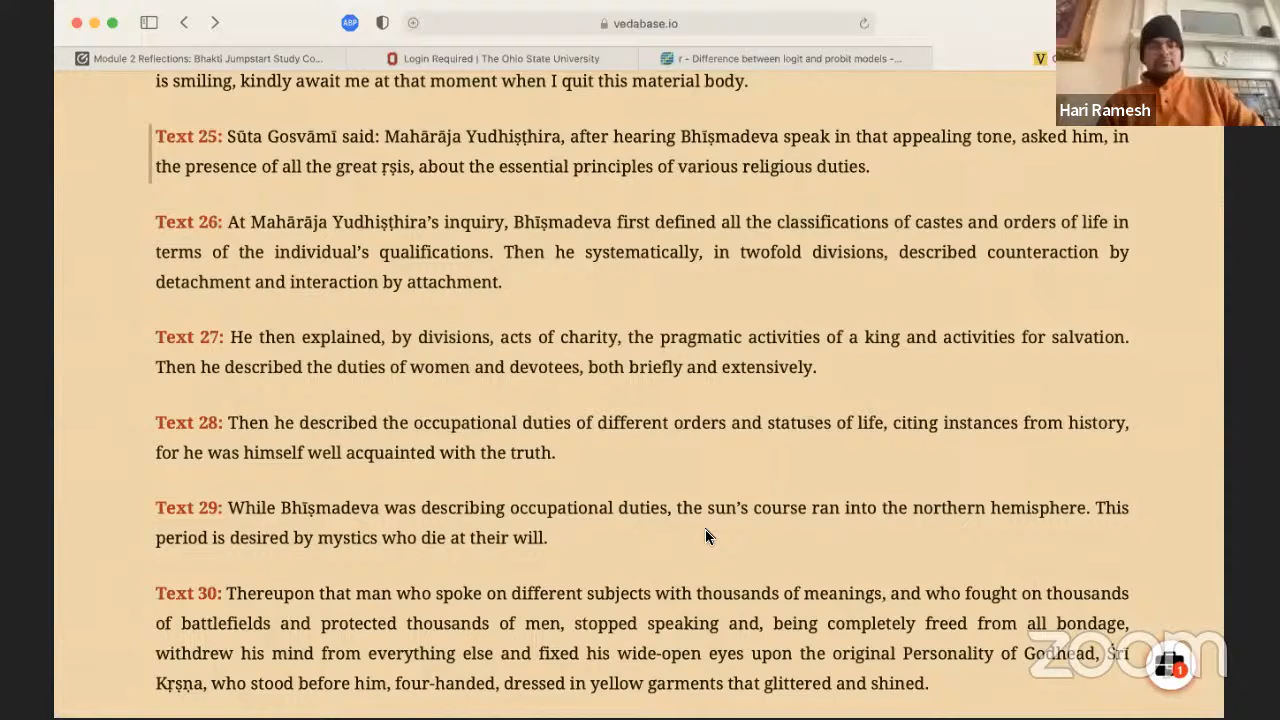 ABP
vedabase.io
Module 2 Reflections: Bhakti Jumpstart Study Co...
Login Required | The Ohio State University
r - Difference between logit and probit models -...
V
Hari Ramesh
is smiling, kindly await me at that moment when I quit this material body.
Text 25: Sūta Gosvāmī said: Mahārāja Yudhiṣṭhira, after hearing Bhīṣmadeva speak in that appealing tone, asked him, in
the presence of all the great ṛṣis, about the essential principles of various religious duties.
Text 26: At Mahārāja Yudhiṣṭhira’s inquiry, Bhīṣmadeva first defined all the classifications of castes and orders of life in
terms of the individual’s qualifications. Then he systematically, in twofold divisions, described counteraction by
detachment and interaction by attachment.
Text 27: He then explained, by divisions, acts of charity, the pragmatic activities of a king and activities for salvation.
Then he described the duties of women and devotees, both briefly and extensively.
Text 28: Then he described the occupational duties of different orders and statuses of life, citing instances from history,
for he was himself well acquainted with the truth.
Text 29: While Bhīṣmadeva was describing occupational duties, the sun’s course ran into the northern hemisphere. This
period is desired by mystics who die at their will.
Text 30: Thereupon that man who spoke on different subjects with thousands of meanings, and who fought on thousands
of battlefields and protected thousands of men, stopped speaking and, being completely freed from all bondage,
withdrew his mind from everything else and fixed his wide-open eyes upon the original Personality of Godhead, Śrī
Kṛṣṇa, who stood before him, four-handed, dressed in yellow garments that glittered and shined.
zoom
1